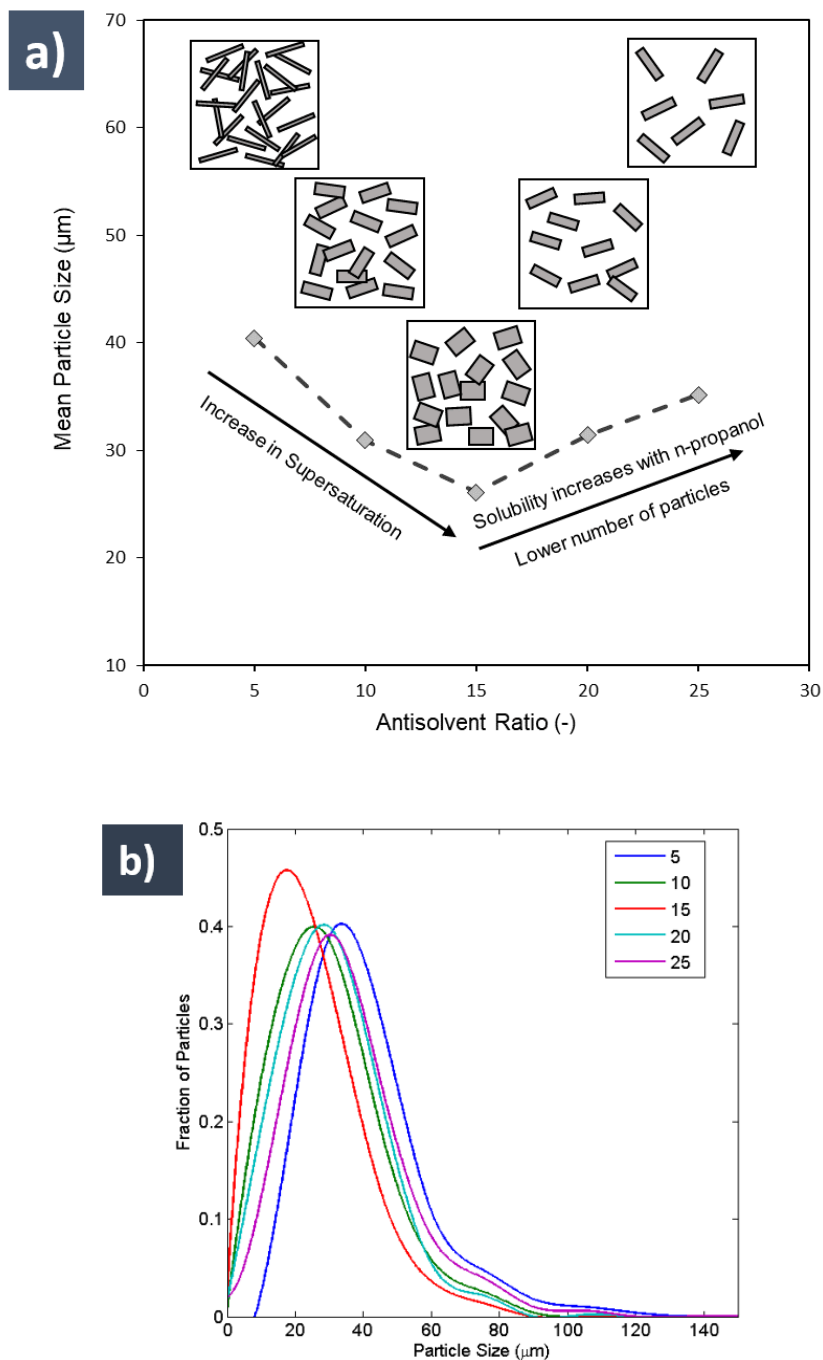 a)
70
60
50
40
30
20
10
Mean Particle Size (µm)
Increase in Supersaturation
Solubility increases with n-propanol
Lower number of particles
0 5 10 15 20 25 30
Antisolvent Ratio (-)
b)
0.5
0.4
0.3
0.2
0.1
0
Fraction of Particles
5
10
15
20
25
0 20 40 60 80 100 120 140
Particle Size (μm)